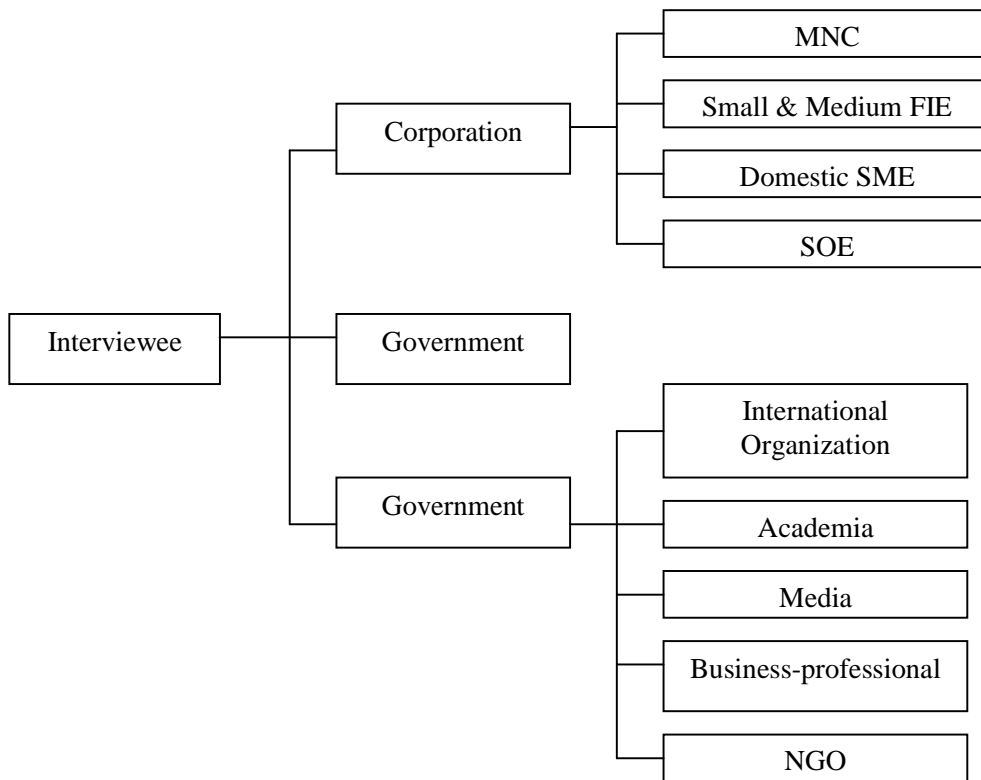 MNC
Small & Medium FIE
Corporation
Domestic SME
SOE
Interviewee
Government
International
Organization
Government
Academia
Media
Business-professional
NGO